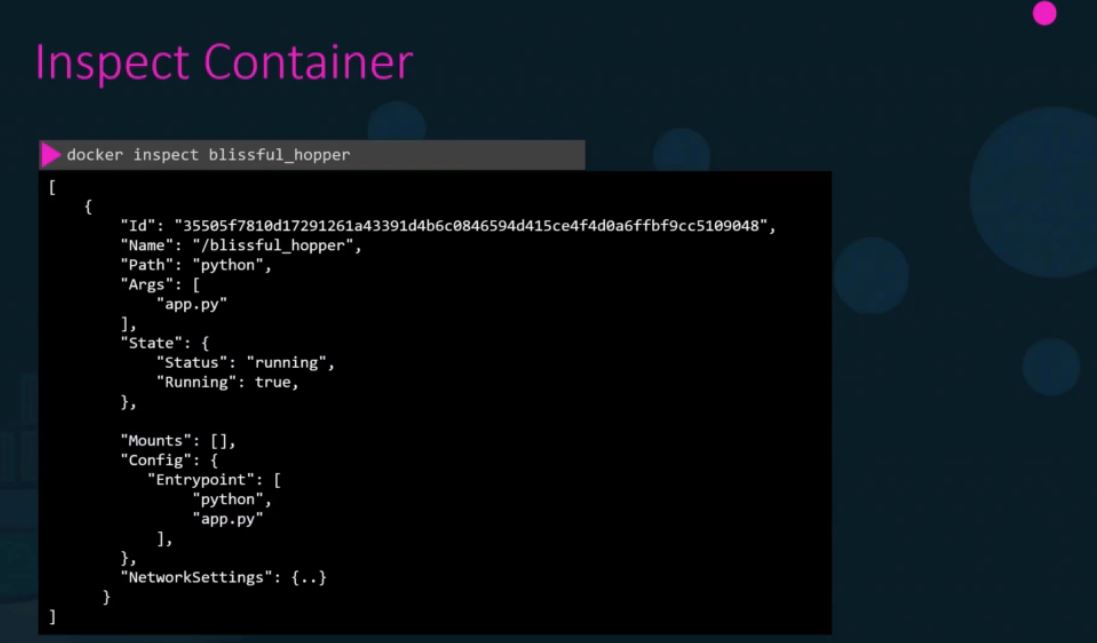 Inspect Container
docker inspect blissful_hopper
[
    {
        "Id": "35505f7810d17291261a43391d4b6c0846594d415ce4f4d0a6ffbf9cc5109048",
        "Name": "/blissful_hopper",
        "Path": "python",
        "Args": [
            "app.py"
        ],
        "State": {
            "Status": "running",
            "Running": true,
        },
        "Mounts": [],
        "Config": {
           "Entrypoint": [
                "python",
                "app.py"
            ],
        },
        "NetworkSettings": {..}
      }
]